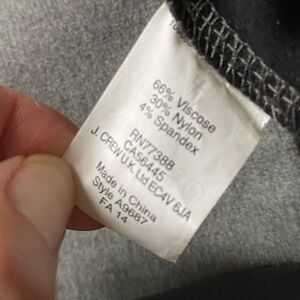 66% Viscose
30% Nylon
4% Spandex
RN77388
CA56445
J. CREW U.K. Ltd EC4V 6JA
Made in China
Style A9687
FA 14